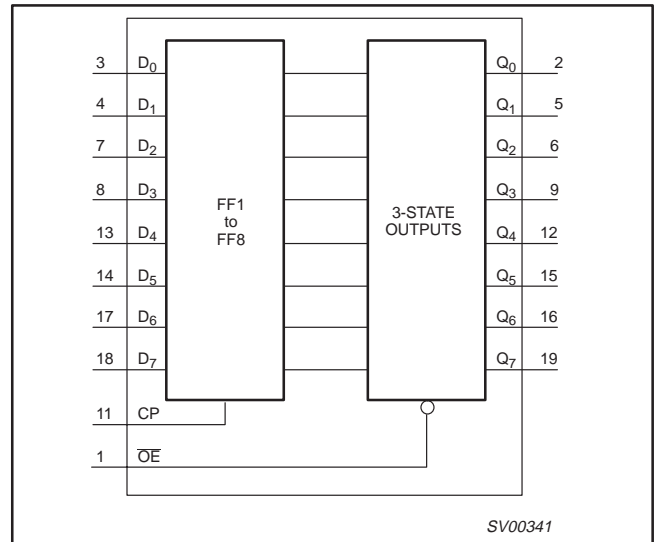 3 D0 Q0 2
4 D1 Q1 5
7 D2 Q2 6
8 D3 Q3 9
FF1
to
FF8
3-STATE
OUTPUTS
13 D4 Q4 12
14 D5 Q5 15
17 D6 Q6 16
18 D7 Q7 19
11 CP
1 O̅E̅
SV00341